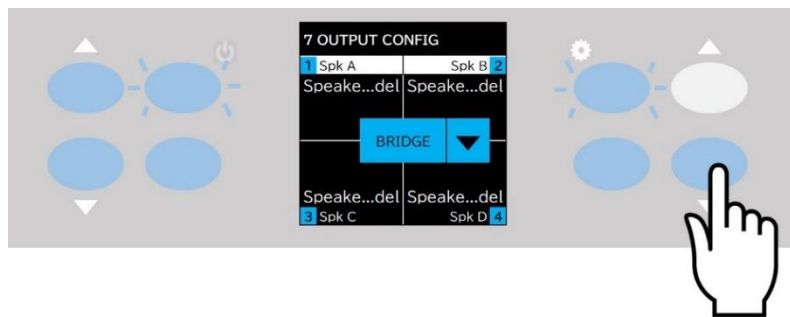 7 OUTPUT CONFIG
1 Spk A Spk B 2
Speake...del Speake...del
BRIDGE
Speake...del Speake...del
3 Spk C Spk D 4